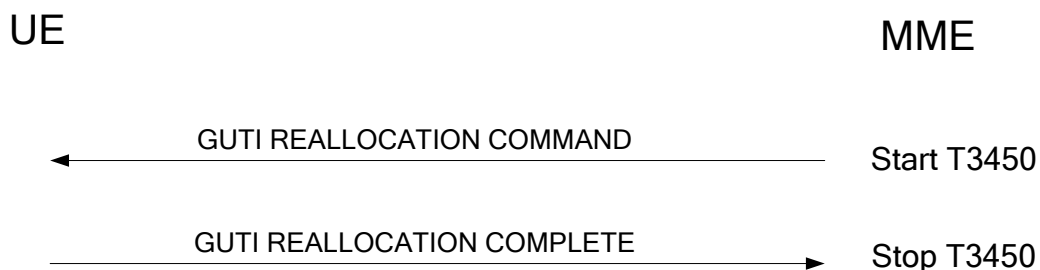 UE
MME
GUTI REALLOCATION COMMAND
Start T3450
GUTI REALLOCATION COMPLETE
Stop T3450